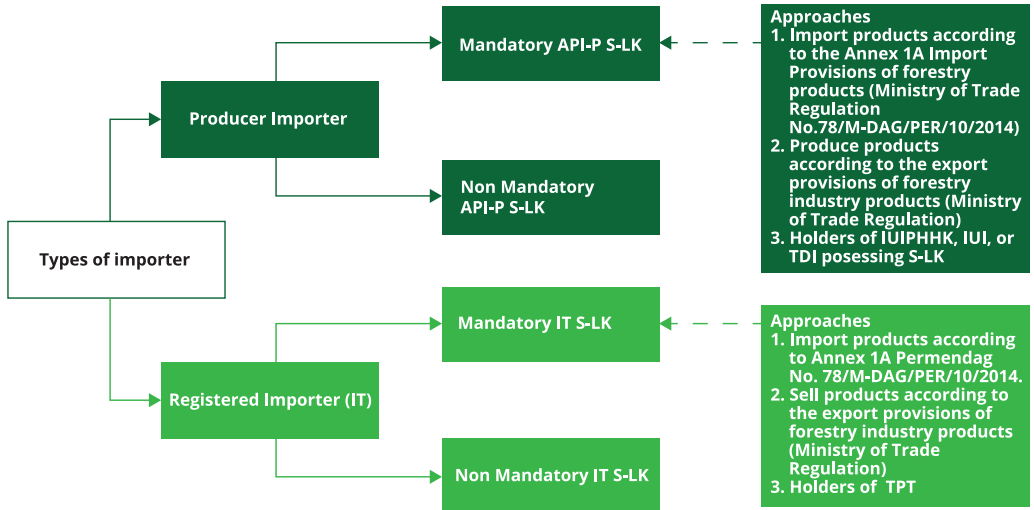 Types of importer
Producer Importer
Mandatory API-P S-LK
Non Mandatory
API-P S-LK
Approaches
1. Import products according
to the Annex 1A Import
Provisions of forestry
products (Ministry of Trade
Regulation
No.78/M-DAG/PER/10/2014)
2. Produce products
according to the export
provisions of forestry
industry products (Ministry
of Trade Regulation)
3. Holders of IUIPHHK, IUI, or
TDI posessing S-LK
Registered Importer (IT)
Mandatory IT S-LK
Non Mandatory IT S-LK
Approaches
1. Import products according
to Annex 1A Permendag
No. 78/M-DAG/PER/10/2014.
2. Sell products according to
the export provisions of
forestry industry products
(Ministry of Trade
Regulation)
3. Holders of TPT